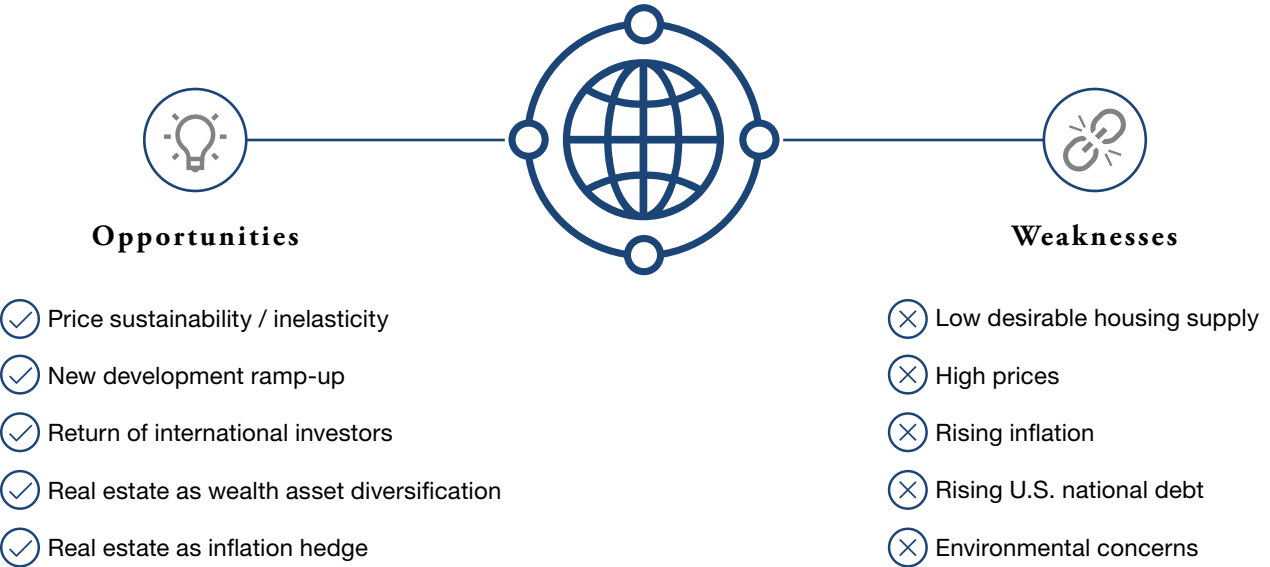 Opportunities
Price sustainability / inelasticity
New development ramp-up
Return of international investors
Real estate as wealth asset diversification
Real estate as inflation hedge
Weaknesses
Low desirable housing supply
High prices
Rising inflation
Rising U.S. national debt
Environmental concerns